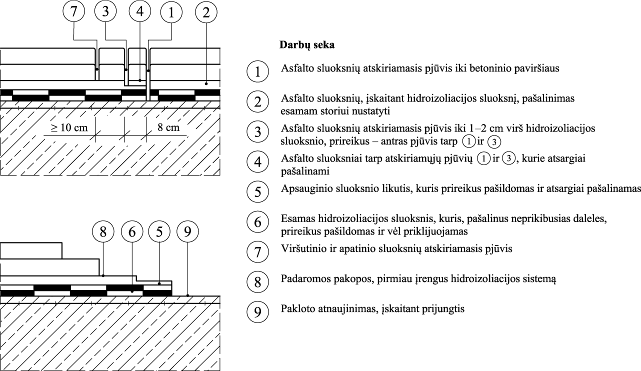 7 3 4 1 2
≥ 10 cm 8 cm
8 6 5 9
Darbų seka
1 Asfalto sluoksnių atskiriamasis pjūvis iki betoninio paviršiaus
2 Asfalto sluoksnių, įskaitant hidroizoliacijos sluoksnį, pašalinimas
esamam storiui nustatyti
3 Asfalto sluoksnių atskiriamasis pjūvis iki 1–2 cm virš hidroizoliacijos
sluoksnio, prireikus – antras pjūvis tarp 1 ir 3
4 Asfalto sluoksniai tarp atskiriamųjų pjūvių 1 ir 3, kurie atsargiai
pašalinami
5 Apsauginio sluoksnio likutis, kuris prireikus pašildomas ir atsargiai pašalinamas
6 Esamas hidroizoliacijos sluoksnis, kuris, pašalinus neprikibusias daleles,
prireikus pašildomas ir vėl priklijuojamas
7 Viršutinio ir apatinio sluoksnių atskiriamasis pjūvis
8 Padaromos pakopos, pirmiau įrengus hidroizoliacijos sistemą
9 Pakloto atnaujinimas, įskaitant prijungtis